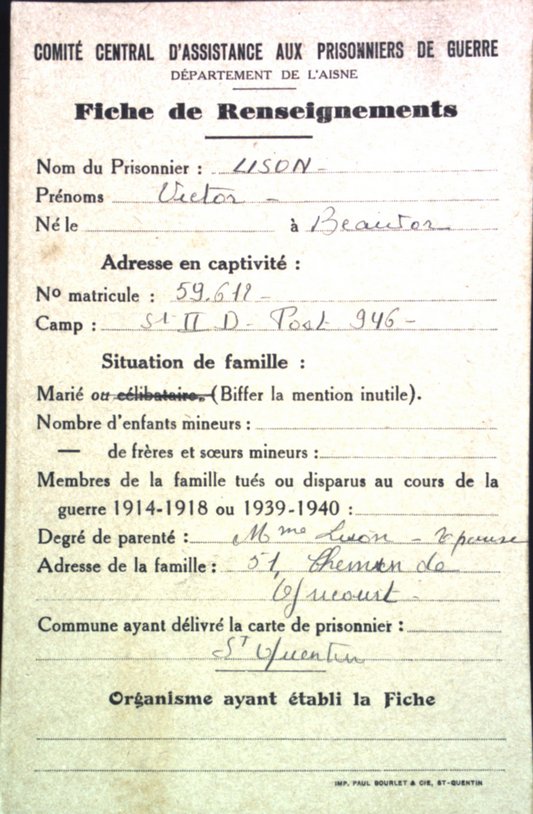 COMITÉ CENTRAL D'ASSISTANCE AUX PRISONNIERS DE GUERRE
DÉPARTEMENT DE L'AISNE
Fiche de Renseignements
Nom du Prisonnier : LISON -
Prénoms Victor -
Né le à Beautor
Adresse en captivité :
No matricule : 59.612 -
Camp : St II D - Post 946 -
Situation de famille :
Marié ou célibataire. (Biffer la mention inutile).
Nombre d'enfants mineurs :
— de frères et sœurs mineurs :
Membres de la famille tués ou disparus au cours de la
guerre 1914-1918 ou 1939-1940 :
Degré de parenté : Mme Lison - épouse
Adresse de la famille : 51, Chemin de
Commune ayant délivré la carte de prisonnier :
St Quentin
Organisme ayant établi la Fiche
IMP. PAUL BOURLET & CIE, ST-QUENTIN